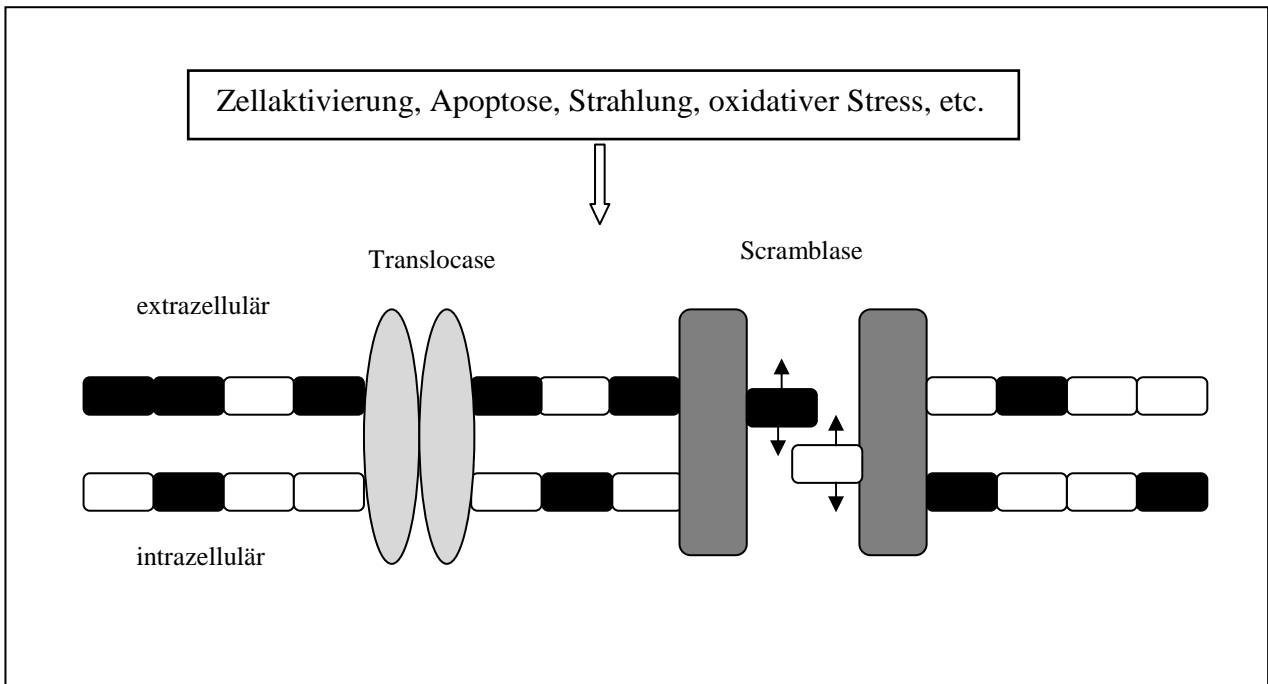 Zellaktivierung, Apoptose, Strahlung, oxidativer Stress, etc.
Scramblase
Translocase
extrazellulär
intrazellulär